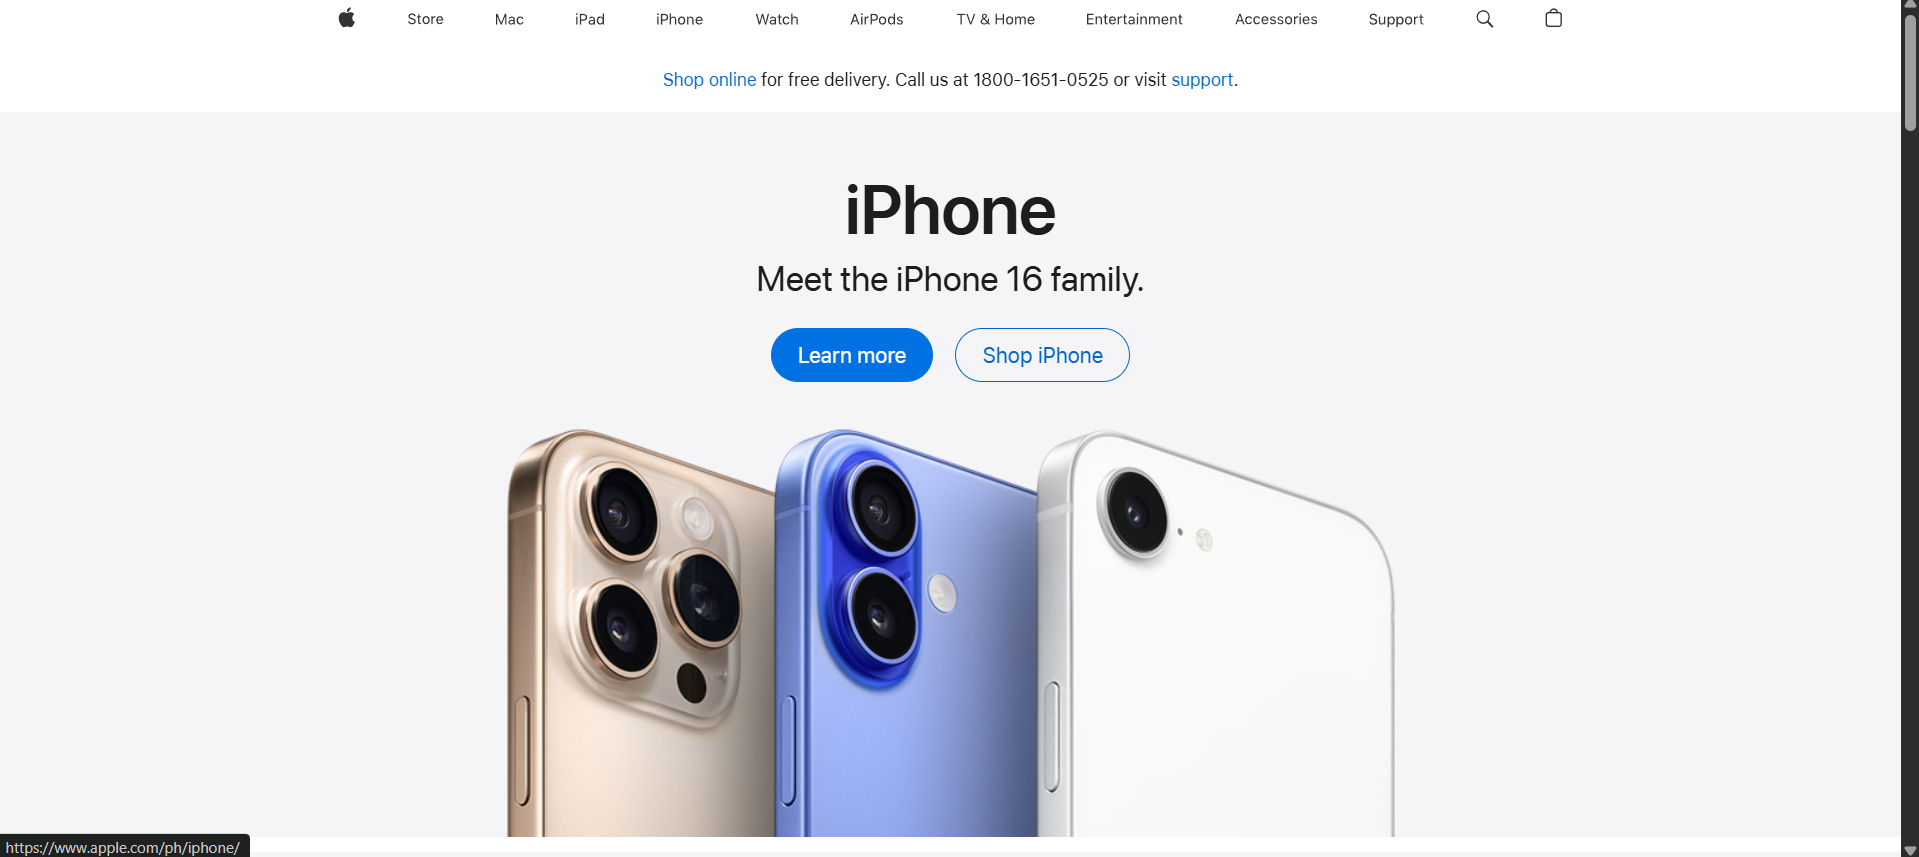 Store Mac iPad iPhone Watch AirPods TV & Home Entertainment Accessories Support
Shop online for free delivery. Call us at 1800-1651-0525 or visit support.
iPhone
Meet the iPhone 16 family.
Learn more Shop iPhone
https://www.apple.com/ph/iphone/